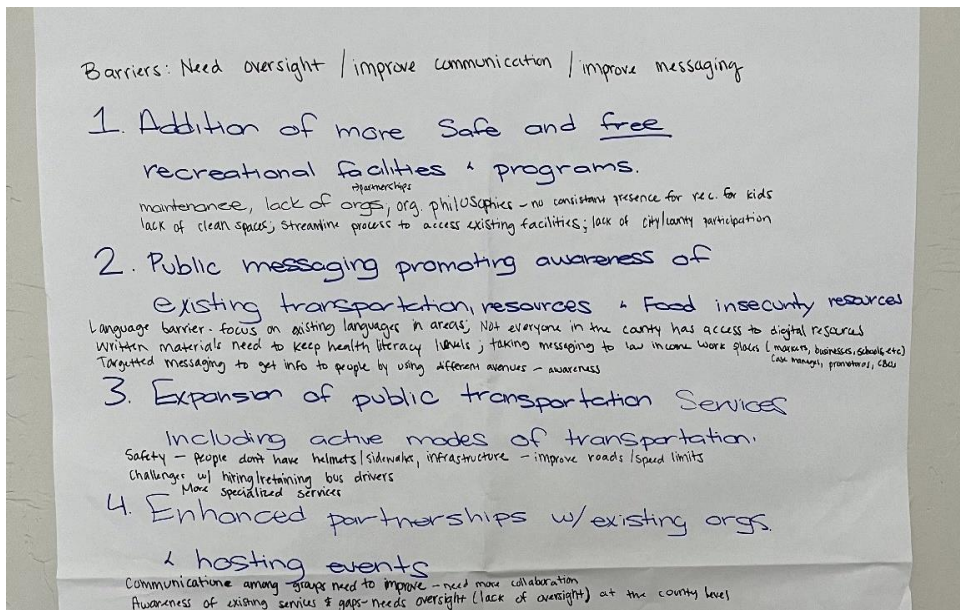 Barriers: Need oversight / improve communication / improve messaging
1. Addition of more Safe and free
recreational facilities & programs.
→partnerships
maintenance, lack of orgs, org. philosophies - no consistent presence for rec. for kids
lack of clean spaces; streamline process to access existing facilities; lack of city/county participation
2. Public messaging promoting awareness of
existing transportation, resources & Food insecurity resources
Language barrier - focus on existing languages in areas; Not everyone in the county has access to digital resources
Written materials need to keep health literacy levels; taking messaging to low income work places (markets, businesses, schools, etc)
Targetted messaging to get info to people by using different avenues - awareness
Case managers, promotoras, CBOs
3. Expansion of public transportation Services
Including active modes of transportation.
Safety - people don't have helmets/sidewalks, infrastructure - improve roads/speed limits
Challenges w/ hiring/retaining bus drivers
More specialized services
4. Enhanced partnerships w/ existing orgs.
& hosting events
Communication among groups need to improve - need more collaboration
Awareness of existing services & gaps - needs oversight (lack of oversight) at the county level